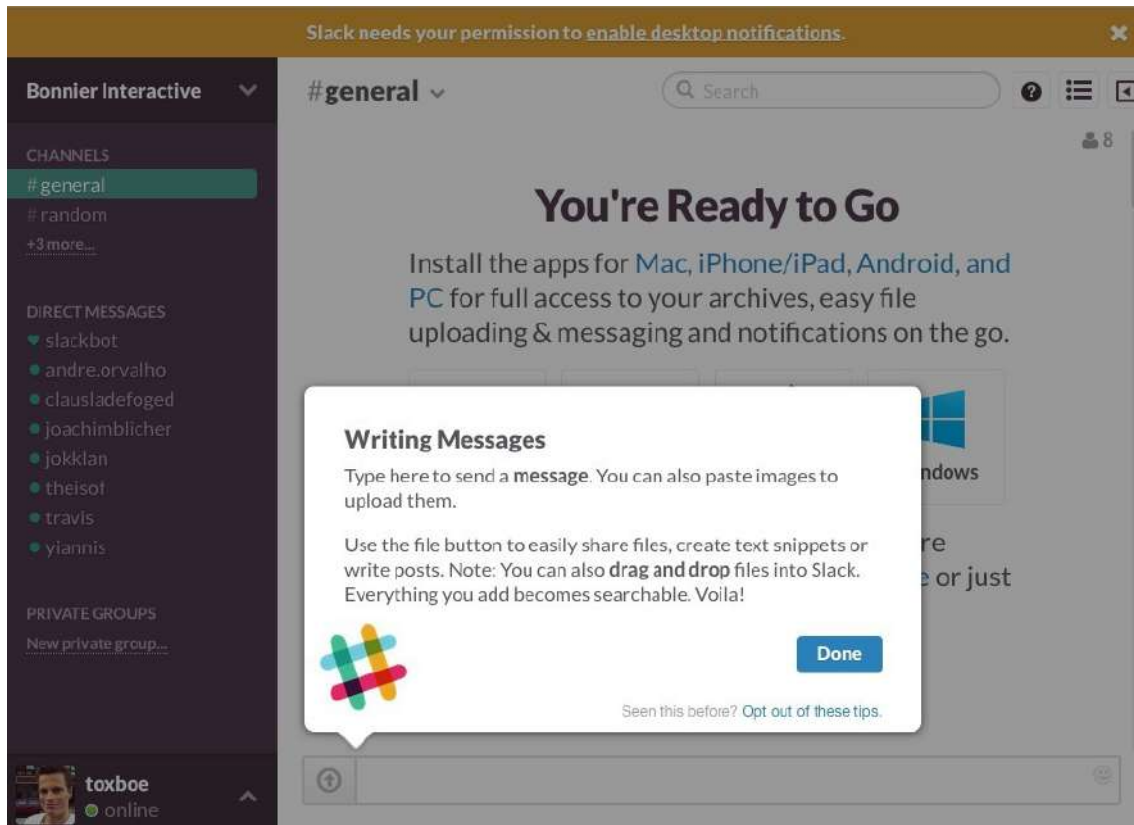 Slack needs your permission to enable desktop notifications.
Bonnier Interactive
CHANNELS
# general
# random
+3 more...
DIRECT MESSAGES
slackbot
andre.orvalho
clausladefoged
joachimblicher
jokklan
theisof
travis
yiannis
PRIVATE GROUPS
New private group...
toxboe
online
#general
Search
8
You're Ready to Go
Install the apps for Mac, iPhone/iPad, Android, and
PC for full access to your archives, easy file
uploading & messaging and notifications on the go.
ndows
re
or just
Writing Messages
Type here to send a message. You can also paste images to
upload them.
Use the file button to easily share files, create text snippets or
write posts. Note: You can also drag and drop files into Slack.
Everything you add becomes searchable. Voila!
Done
Seen this before? Opt out of these tips.